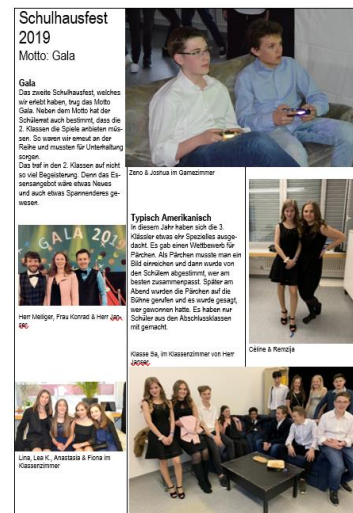 Schulhausfest
2019
Motto: Gala
Gala
Das zweite Schulhausfest, welches
wir erlebt haben, trug das Motto
Gala. Neben dem Motto hat der
Schülerrat auch bestimmt, dass die
2. Klassen die Spiele anbieten müs-
sen. So waren wir erneut an der
Reihe und mussten für Unterhaltung
sorgen.
Das traf in den 2. Klassen auf nicht
so viel Begeisterung. Denn das Es-
sensangebot wäre etwas Neues
und auch etwas Spannenderes ge-
wesen.
GALA 2019
Herr Meiliger, Frau Konrad & Herr Jan-
sen
Lina, Lea K., Anastasia & Fiona im
Klassenzimmer
Zeno & Joshua im Gamezimmer
Typisch Amerikanisch
In diesem Jahr haben sich die 3.
Klässler etwas ehr Spezielles ausge-
dacht. Es gab einen Wettbewerb für
Pärchen. Als Pärchen musste man ein
Bild einreichen und dann wurde von
den Schülern abgestimmt, wer am
besten zusammenpasst. Später am
Abend wurden die Pärchen auf die
Bühne gerufen und es wurde gesagt,
wer gewonnen hatte. Es haben nur
Schüler aus den Abschlussklassen
mit gemacht.
Klasse Sa, im Klassenzimmer von Herr
Céline & Remzija